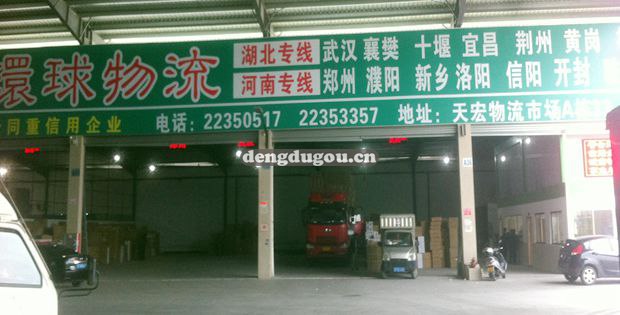 環球物流
湖北专线 武汉 襄樊 十堰 宜昌 荆州 黄岗
河南专线 郑州 濮阳 新乡 洛阳 信阳 开封
同重信用企业 电话：22350517 22353357 地址：天宏物流市场A
dengdugou.cn